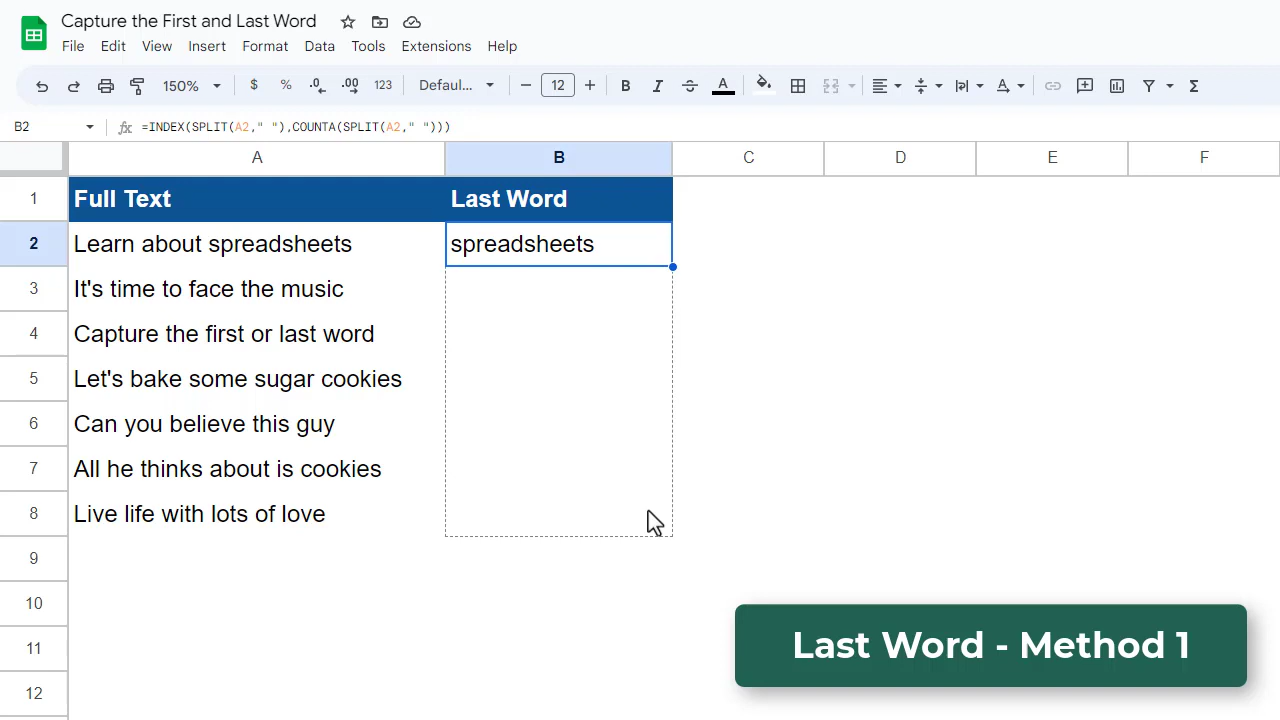 Capture the First and Last Word
File Edit View Insert Format Data Tools Extensions Help
150% $ % .0 .00 123 Defaul... − 12 + B I S A A Σ
B2 fx =INDEX(SPLIT(A2," "),COUNTA(SPLIT(A2," ")))
A B C D E F
1 Full Text Last Word
2 Learn about spreadsheets spreadsheets
3 It's time to face the music
4 Capture the first or last word
5 Let's bake some sugar cookies
6 Can you believe this guy
7 All he thinks about is cookies
8 Live life with lots of love
9
10
11
12
Last Word - Method 1